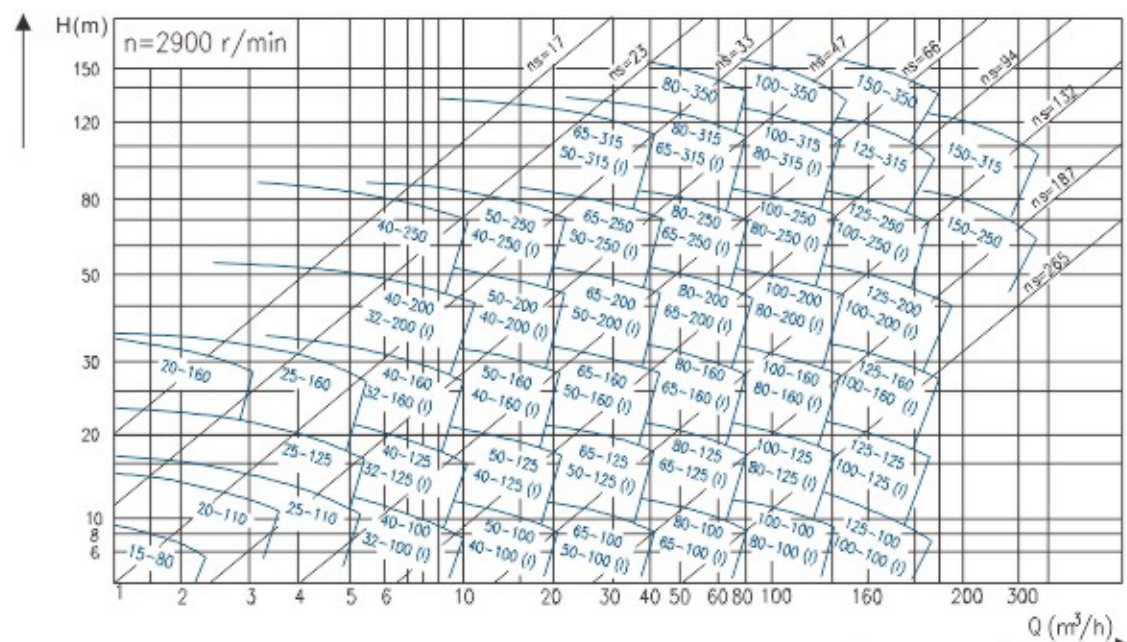 H(m)
n=2900 r/min
ns=17
ns=23
ns=33
ns=47
ns=66
ns=94
ns=132
ns=187
ns=265
150
120
80
50
30
20
10
8
6
80-350
100-350
150-350
65-315
50-315 (I)
80-315
65-315 (I)
100-315
80-315 (I)
125-315
150-315
40-250
50-250
40-250 (I)
65-250
50-250 (I)
80-250
65-250 (I)
100-250
80-250 (I)
125-250
100-250 (I)
150-250
40-200
32-200 (I)
50-200
40-200 (I)
65-200
50-200 (I)
80-200
65-200 (I)
100-200
80-200 (I)
125-200
100-200 (I)
20-160
25-160
40-160
32-160 (I)
50-160
40-160 (I)
65-160
50-160 (I)
80-160
65-160 (I)
100-160
80-160 (I)
125-160
100-160 (I)
25-125
40-125
32-125 (I)
50-125
40-125 (I)
65-125
50-125 (I)
80-125
65-125 (I)
100-125
80-125 (I)
125-125
100-125 (I)
20-110
25-110
15-80
40-100
32-100 (I)
50-100
40-100 (I)
65-100
50-100 (I)
80-100
65-100 (I)
100-100
80-100 (I)
125-100
100-100 (I)
1 2 3 4 5 6 10 20 30 40 50 60 80 100 160 200 300
Q (m³/h)